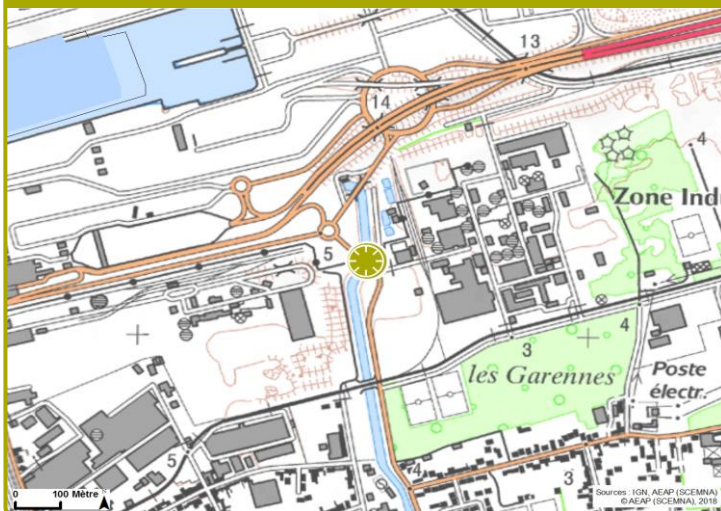 13
14
4
Zone Indu
5
4
3
les Garennes
Poste
électr.
5
4
3
0 100 Mètre
Sources : IGN, AEAP (SCEMNA)
© AEAP (SCEMNA), 2018